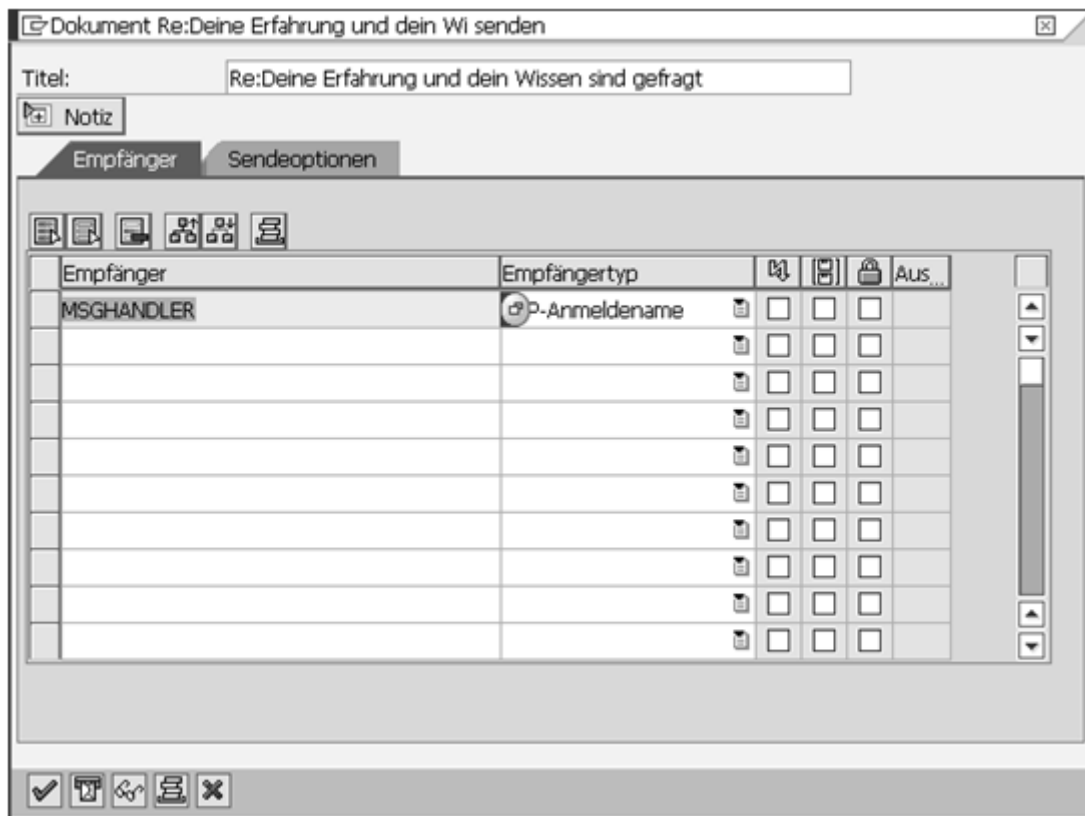 Dokument Re:Deine Erfahrung und dein Wi senden
Titel: Re:Deine Erfahrung und dein Wissen sind gefragt
Notiz
Empfänger Sendeoptionen
Empfänger Empfängertyp Aus...
MSGHANDLER P-Anmeldename